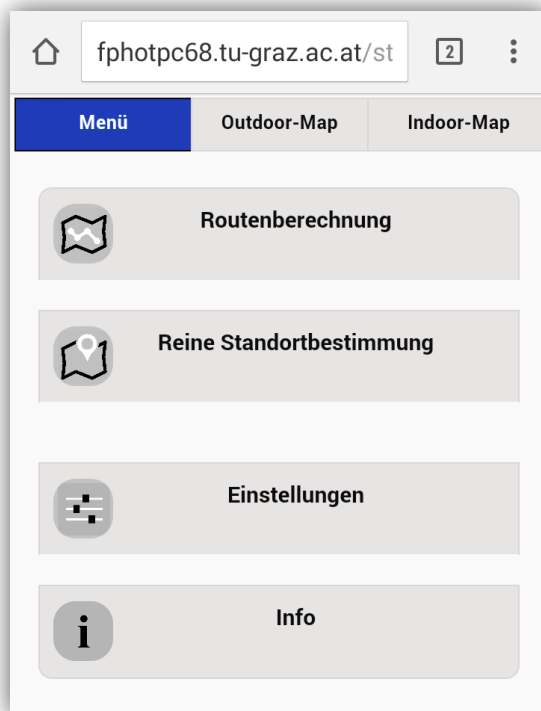 fphotpc68.tu-graz.ac.at/st
2
Menü
Outdoor-Map
Indoor-Map
Routenberechnung
Reine Standortbestimmung
Einstellungen
i
Info